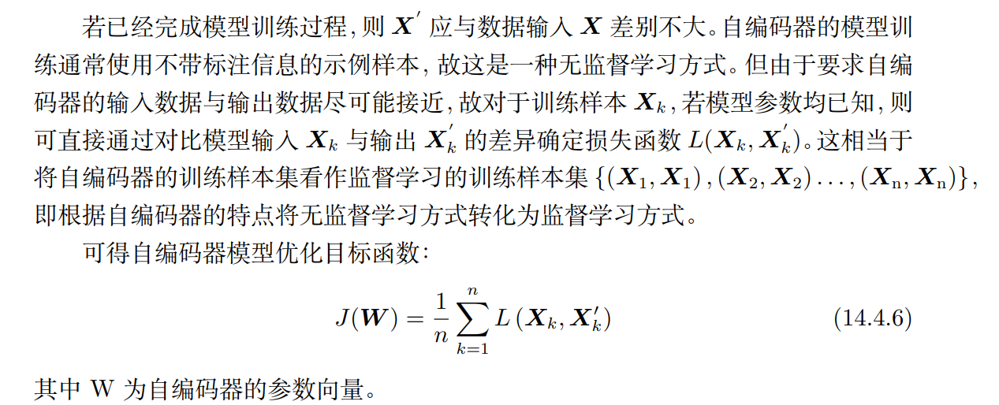 若已经完成模型训练过程,则 X′ 应与数据输入 X 差别不大。自编码器的模型训
练通常使用不带标注信息的示例样本,故这是一种无监督学习方式。但由于要求自编
码器的输入数据与输出数据尽可能接近,故对于训练样本 X_k,若模型参数均已知,则
可直接通过对比模型输入 X_k 与输出 X′_k 的差异确定损失函数 L(X_k, X′_k)。这相当于
将自编码器的训练样本集看作监督学习的训练样本集 {(X_1, X_1), (X_2, X_2) ..., (X_n, X_n)},
即根据自编码器的特点将无监督学习方式转化为监督学习方式。
可得自编码器模型优化目标函数:
J(W) = \frac{1}{n} \sum_{k=1}^{n} L(X_k, X′_k) (14.4.6)
其中 W 为自编码器的参数向量。